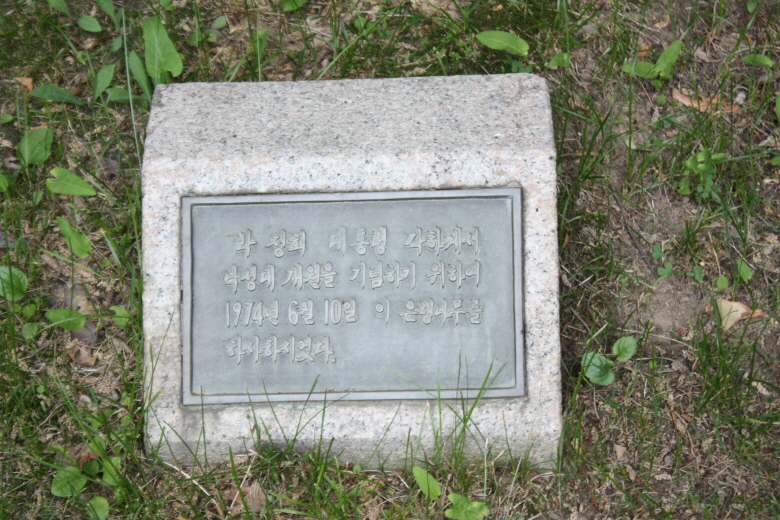 박 정희 대통령 각하께서
낙성대 개원을 기념하기 위하여
1974년 6월 10일 이 은행나무를
하사하시었다.